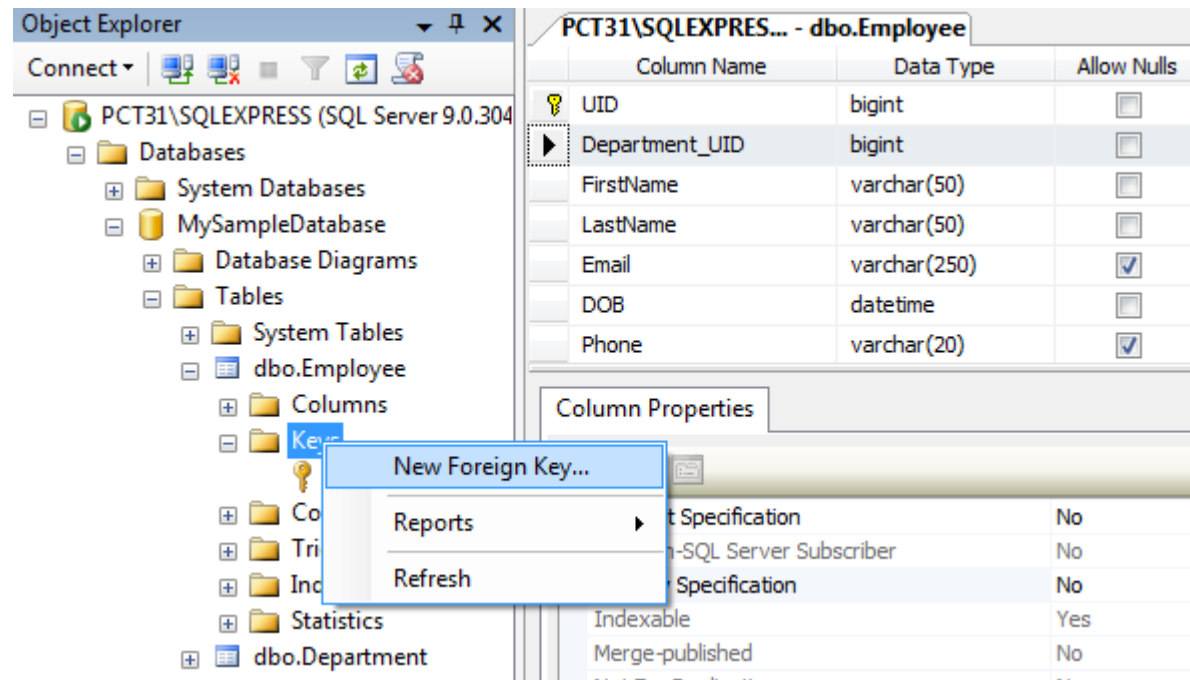 Object Explorer
Connect
PCT31\SQLEXPRESS (SQL Server 9.0.304
Databases
System Databases
MySampleDatabase
Database Diagrams
Tables
System Tables
dbo.Employee
Columns
Keys
New Foreign Key...
Reports
Refresh
Co
Tri
Ind
Statistics
dbo.Department
PCT31\SQLEXPRES... - dbo.Employee
Column Name Data Type Allow Nulls
UID bigint
Department_UID bigint
FirstName varchar(50)
LastName varchar(50)
Email varchar(250)
DOB datetime
Phone varchar(20)
Column Properties
t Specification No
n-SQL Server Subscriber No
Specification No
Indexable Yes
Merge-published No